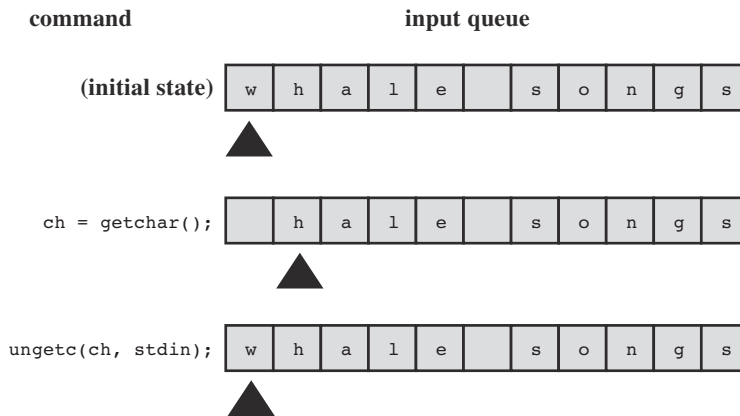 command input queue
(initial state) w h a l e s o n g s
ch = getchar(); h a l e s o n g s
ungetc(ch, stdin); w h a l e s o n g s